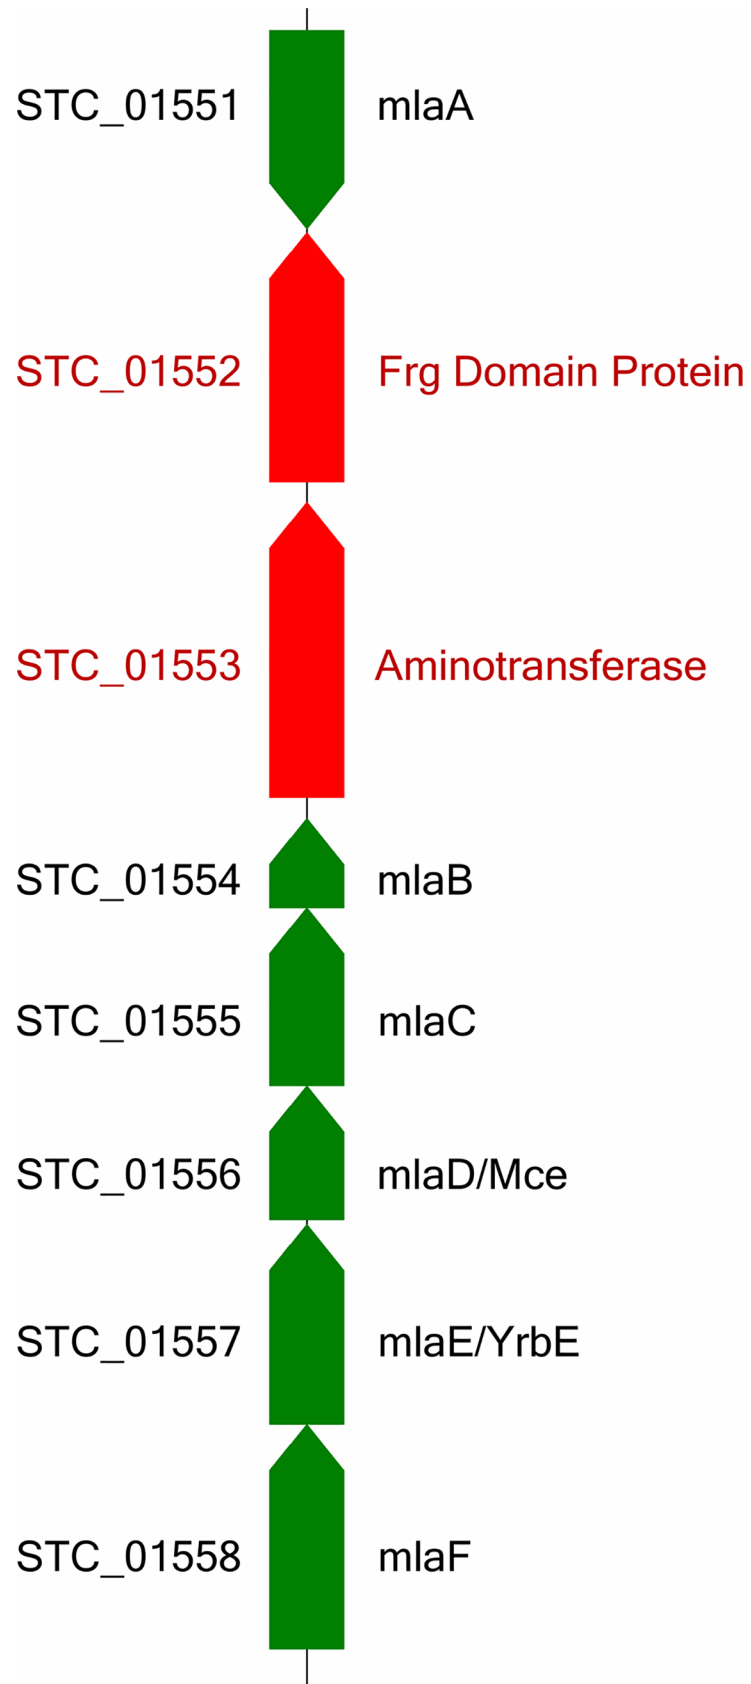 STC_01551 mlaA
STC_01552 Frg Domain Protein
STC_01553 Aminotransferase
STC_01554 mlaB
STC_01555 mlaC
STC_01556 mlaD/Mce
STC_01557 mlaE/YrbE
STC_01558 mlaF